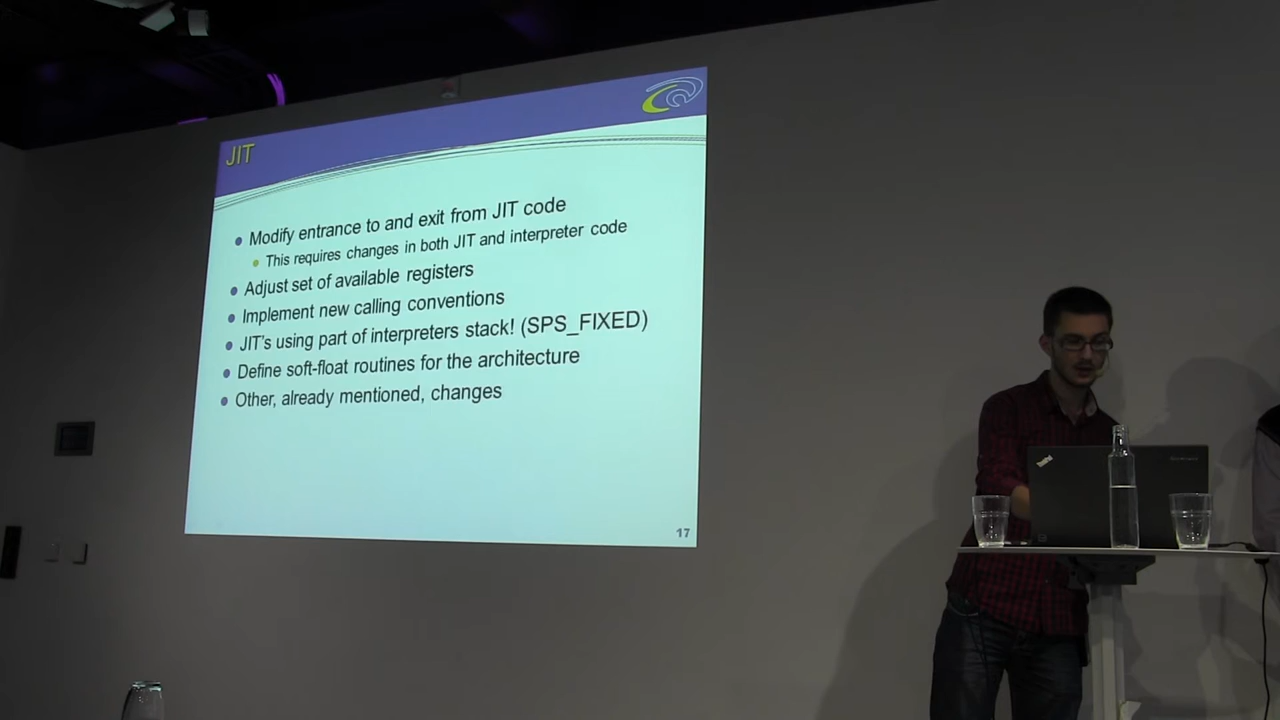 JIT
Modify entrance to and exit from JIT code
This requires changes in both JIT and interpreter code
Adjust set of available registers
Implement new calling conventions
JIT's using part of interpreters stack! (SPS_FIXED)
Define soft-float routines for the architecture
Other, already mentioned, changes
17
ThinkPad